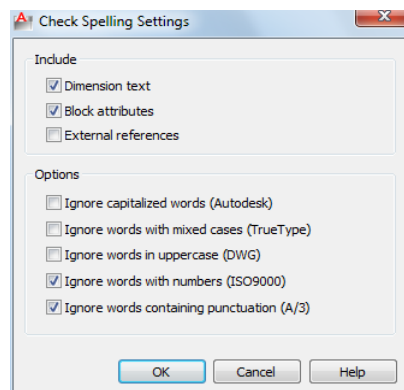 Check Spelling Settings
Include
Dimension text
Block attributes
External references
Options
Ignore capitalized words (Autodesk)
Ignore words with mixed cases (TrueType)
Ignore words in uppercase (DWG)
Ignore words with numbers (ISO9000)
Ignore words containing punctuation (A/3)
OK Cancel Help